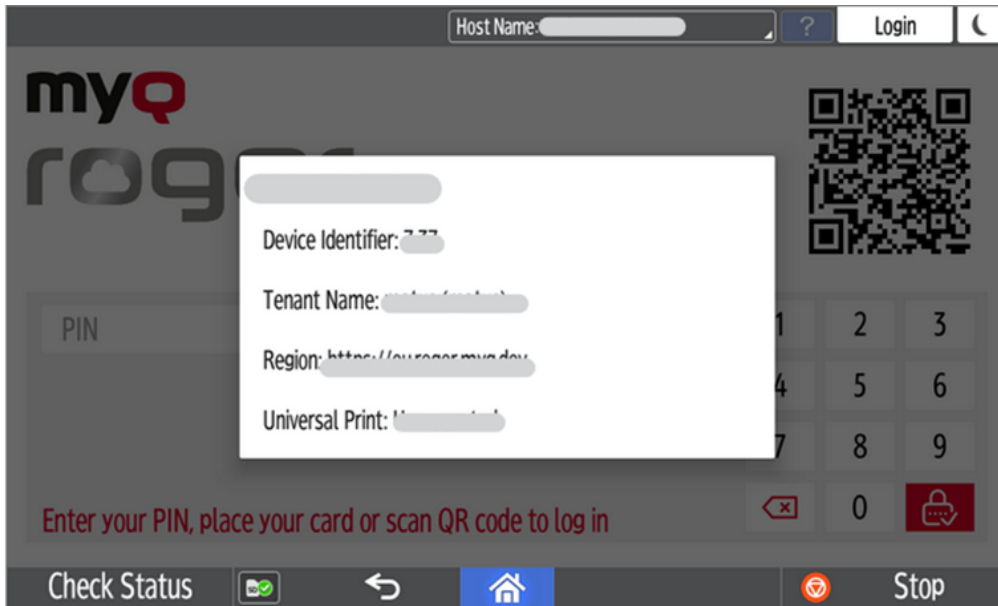 Host Name:
?
Login
myQ
roger
Device Identifier:
Tenant Name:
Region:
Universal Print:
PIN
1 2 3
4 5 6
7 8 9
0
Enter your PIN, place your card or scan QR code to log in
Check Status
Stop